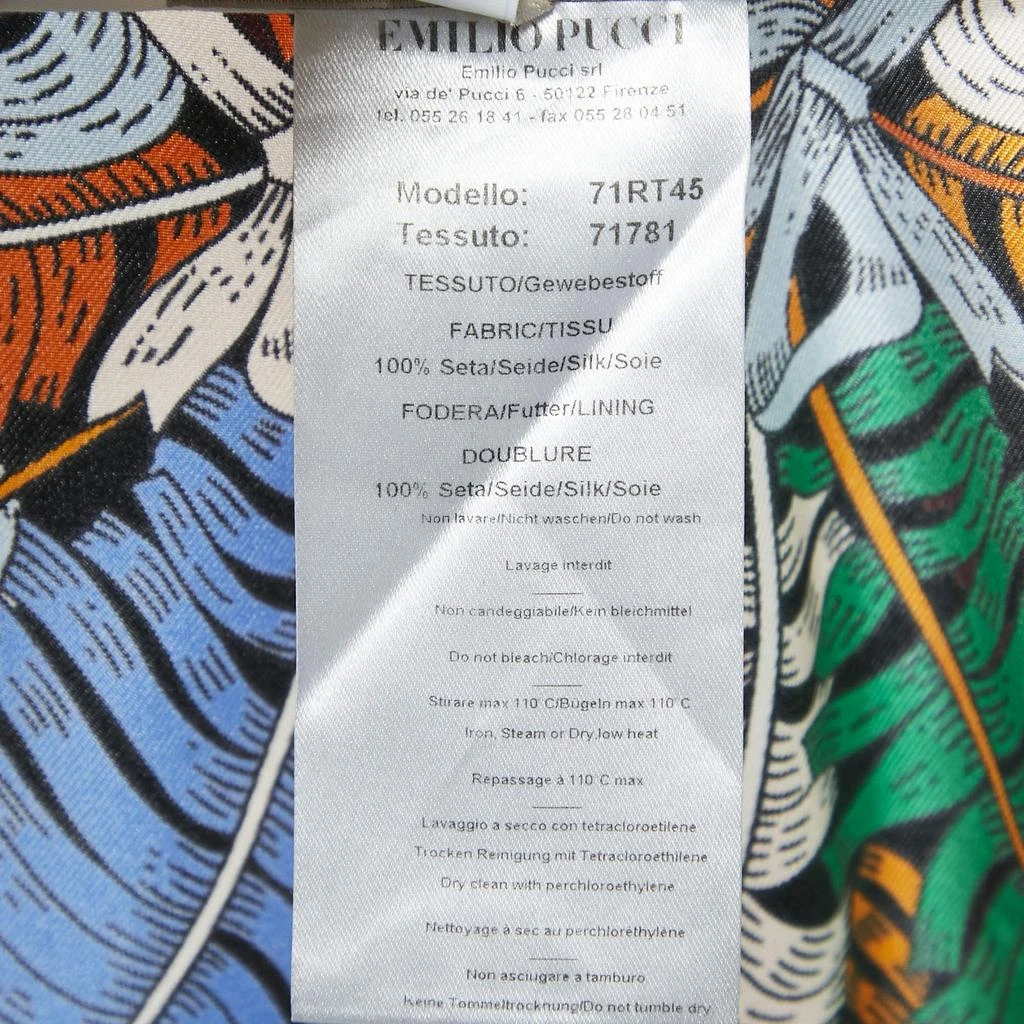 EMILIO PUCCI
Emilio Pucci srl
via de' Pucci 6 - 50122 Firenze
tel. 055 26 18 41 - fax 055 28 04 51
Modello: 71RT45
Tessuto: 71781
TESSUTO/Gewebestoff
FABRIC/TISSU
100% Seta/Seide/Silk/Soie
FODERA/Futter/LINING
DOUBLURE
100% Seta/Seide/Silk/Soie
Non lavare/Nicht waschen/Do not wash
Lavage interdit
Non candeggiabile/Kein bleichmittel
Do not bleach/Chlorage interdit
Stirare max 110°C/Bügeln max 110°C
Iron, Steam or Dry,low heat
Repassage à 110°C max
Lavaggio a secco con tetracloroetilene
Trocken Reinigung mit Tetracloroethilene
Dry clean with perchloroethylene
Nettoyage à sec au perchloréthylène
Non asciugare a tamburo
Keine Tommeltrocknung/Do not tumble dry